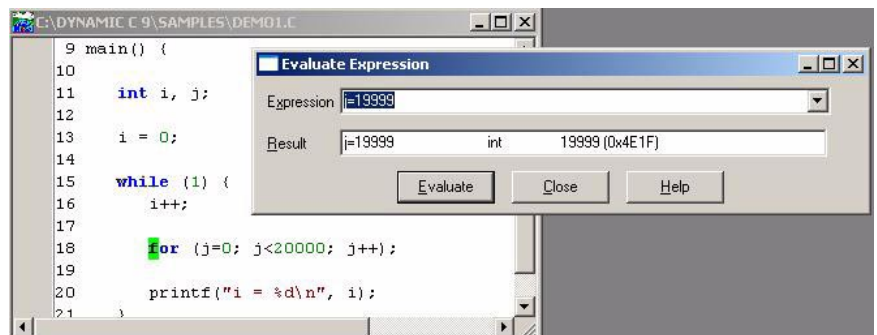 C:\DYNAMIC C 9\SAMPLES\DEMO1.C
9 main() {
10
11 int i, j;
12
13 i = 0;
14
15 while (1) {
16 i++;
17
18 for (j=0; j<20000; j++);
19
20 printf("i = %d\n", i);
21 }
Evaluate Expression
Expression j=19999
Result j=19999 int 19999 (0x4E1F)
Evaluate Close Help